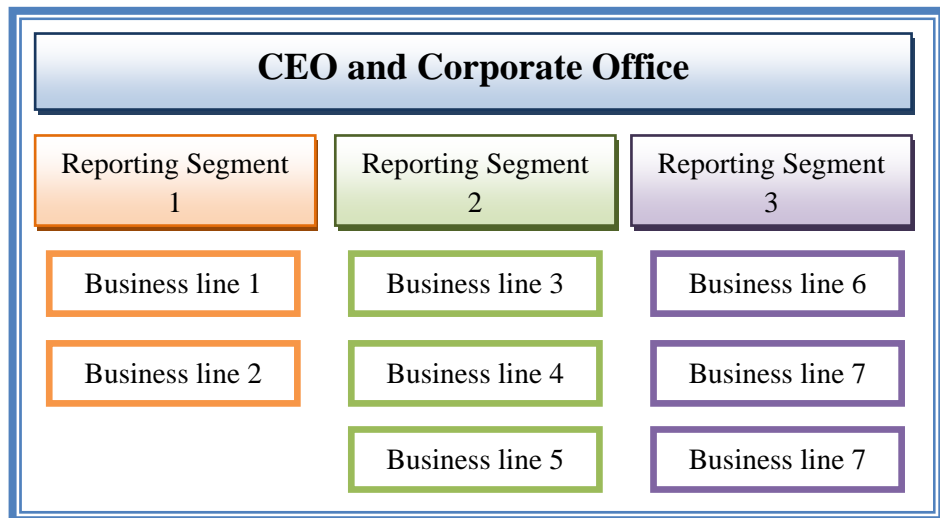 CEO and Corporate Office
Reporting Segment
1
Reporting Segment
2
Reporting Segment
3
Business line 1
Business line 3
Business line 6
Business line 2
Business line 4
Business line 7
Business line 5
Business line 7